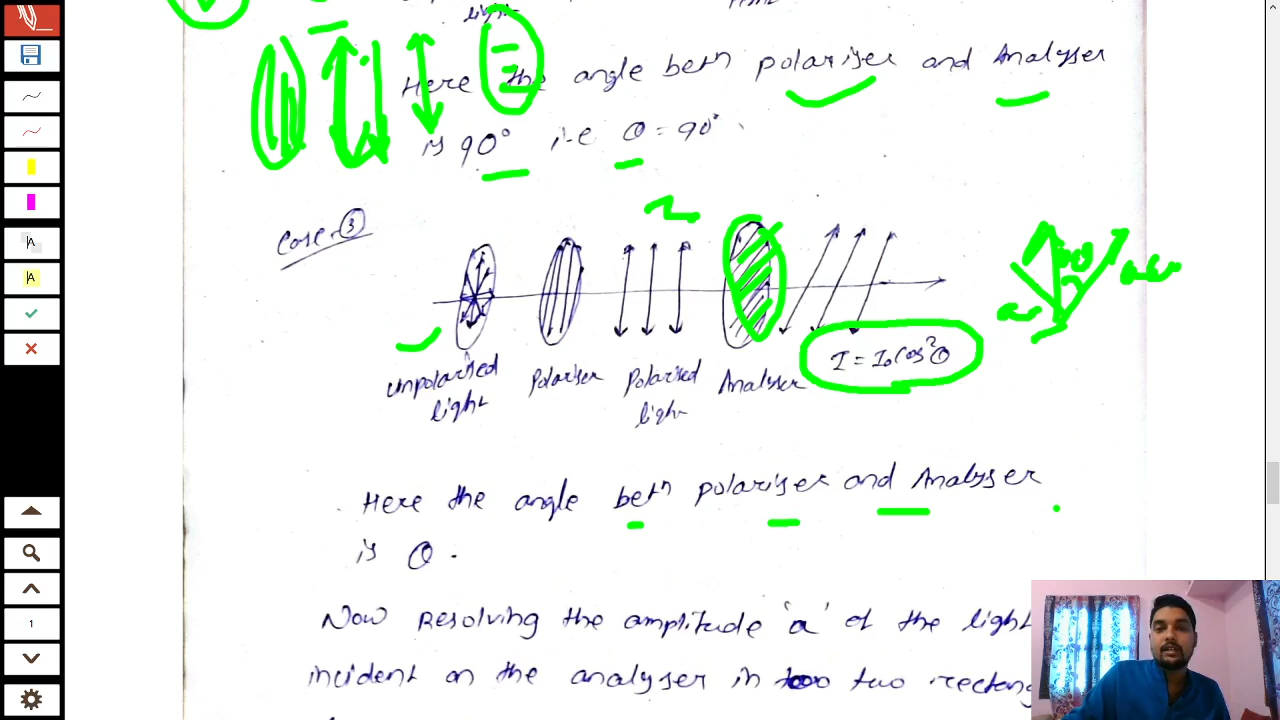 light
Here the angle betn polariser and Analyser
is 90° i-e θ = 90°
Case-③
I = I₀Cos²θ
unpolarised Polariser Polarised Analyser
light light
Here the angle betn polariser and Analyser
is θ.
Now Resolving the amplitude 'a' of the light
incident on the analyser in two rectang
1